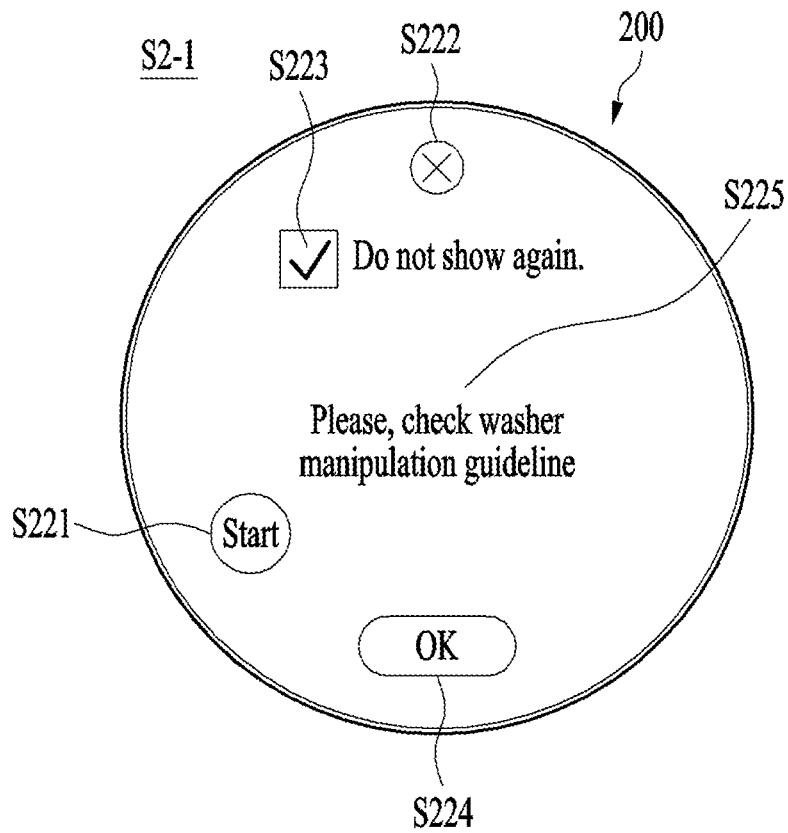 S2-1
S222
200
S223
S225
Do not show again.
Please, check washer
manipulation guideline
S221
Start
OK
S224